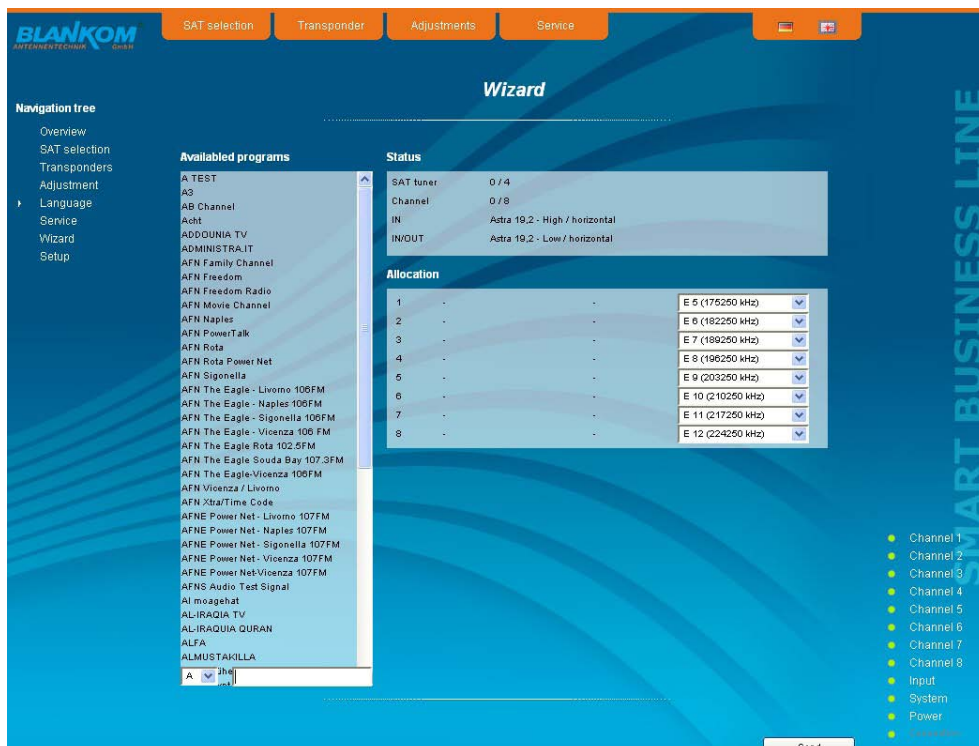 BLANKOM
ANTENNENTECHNIK GmbH
SAT selection
Transponder
Adjustments
Service
Wizard
Navigation tree
Overview
SAT selection
Transponders
Adjustment
Language
Service
Wizard
Setup
Availabled programs
A TEST
A3
AB Channel
Acht
ADDOUNIA TV
ADMINISTRA.IT
AFN Family Channel
AFN Freedom
AFN Freedom Radio
AFN Movie Channel
AFN Naples
AFN PowerTalk
AFN Rota
AFN Rota Power Net
AFN Sigonella
AFN The Eagle - Livorno 106FM
AFN The Eagle - Naples 106FM
AFN The Eagle - Sigonella 106FM
AFN The Eagle - Vicenza 106 FM
AFN The Eagle Rota 102.5FM
AFN The Eagle Souda Bay 107.3FM
AFN The Eagle-Vicenza 106FM
AFN Vicenza / Livorno
AFN Xtra/Time Code
AFNE Power Net - Livorno 107FM
AFNE Power Net - Naples 107FM
AFNE Power Net - Sigonella 107FM
AFNE Power Net - Vicenza 107FM
AFNE Power Net-Vicenza 107FM
AFNS Audio Test Signal
Al moagehat
AL-IRAQIA TV
AL-IRAQUIA QURAN
ALFA
ALMUSTAKILLA
A
Status
SAT tuner 0 / 4
Channel 0 / 8
IN Astra 19,2 - High / horizontal
IN/OUT Astra 19,2 - Low / horizontal
Allocation
1 - - E 5 (175250 kHz)
2 - - E 6 (182250 kHz)
3 - - E 7 (189250 kHz)
4 - - E 8 (196250 kHz)
5 - - E 9 (203250 kHz)
6 - - E 10 (210250 kHz)
7 - - E 11 (217250 kHz)
8 - - E 12 (224250 kHz)
SMART BUSINESS LINE
Channel 1
Channel 2
Channel 3
Channel 4
Channel 5
Channel 6
Channel 7
Channel 8
Input
System
Power